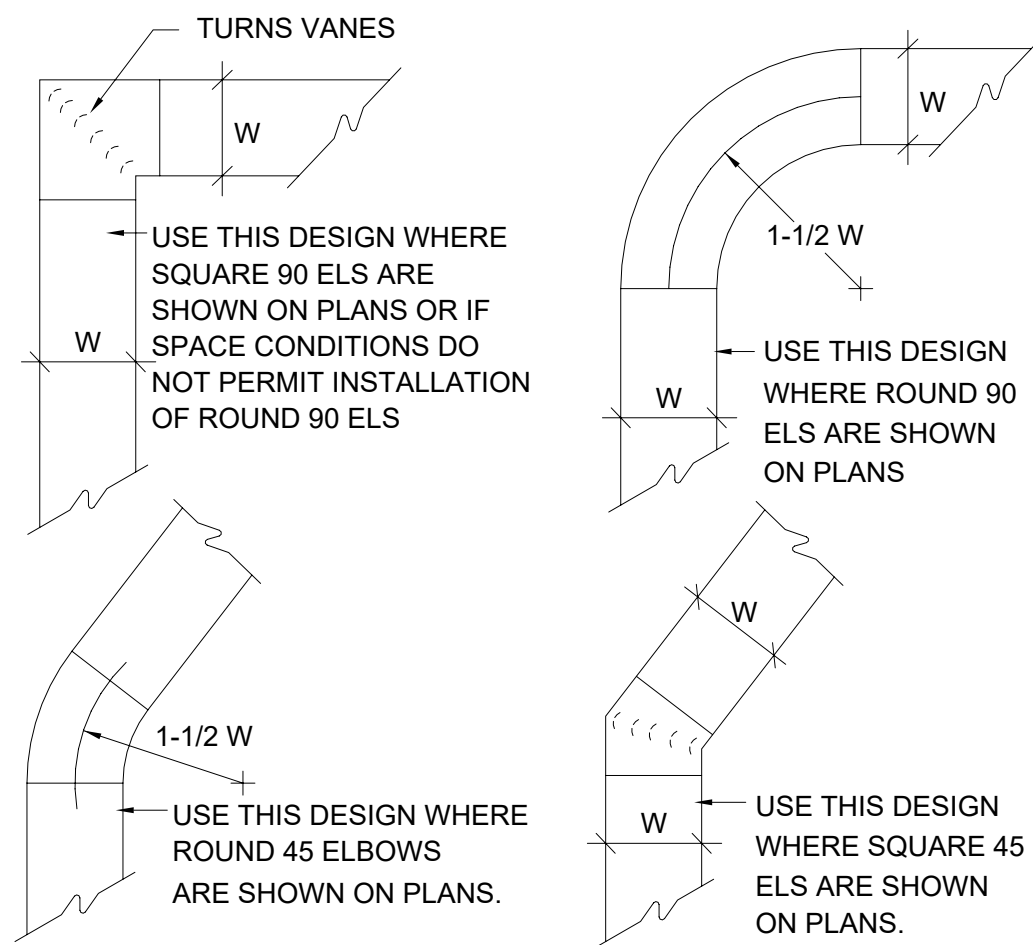 TURNS VANES
W
USE THIS DESIGN WHERE
SQUARE 90 ELS ARE
SHOWN ON PLANS OR IF
SPACE CONDITIONS DO
NOT PERMIT INSTALLATION
OF ROUND 90 ELS
W
W
1-1/2 W
USE THIS DESIGN
WHERE ROUND 90
ELS ARE SHOWN
ON PLANS
W
1-1/2 W
USE THIS DESIGN WHERE
ROUND 45 ELBOWS
ARE SHOWN ON PLANS.
W
W
USE THIS DESIGN
WHERE SQUARE 45
ELS ARE SHOWN
ON PLANS.